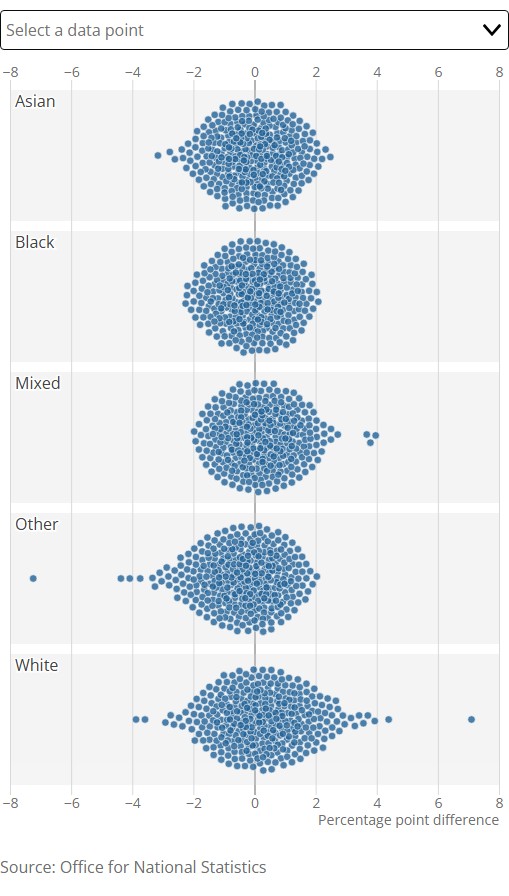 Select a data point
−8 −6 −4 −2 0 2 4 6 8
Asian
Black
Mixed
Other
White
−8 −6 −4 −2 0 2 4 6 8
Percentage point difference
Source: Office for National Statistics